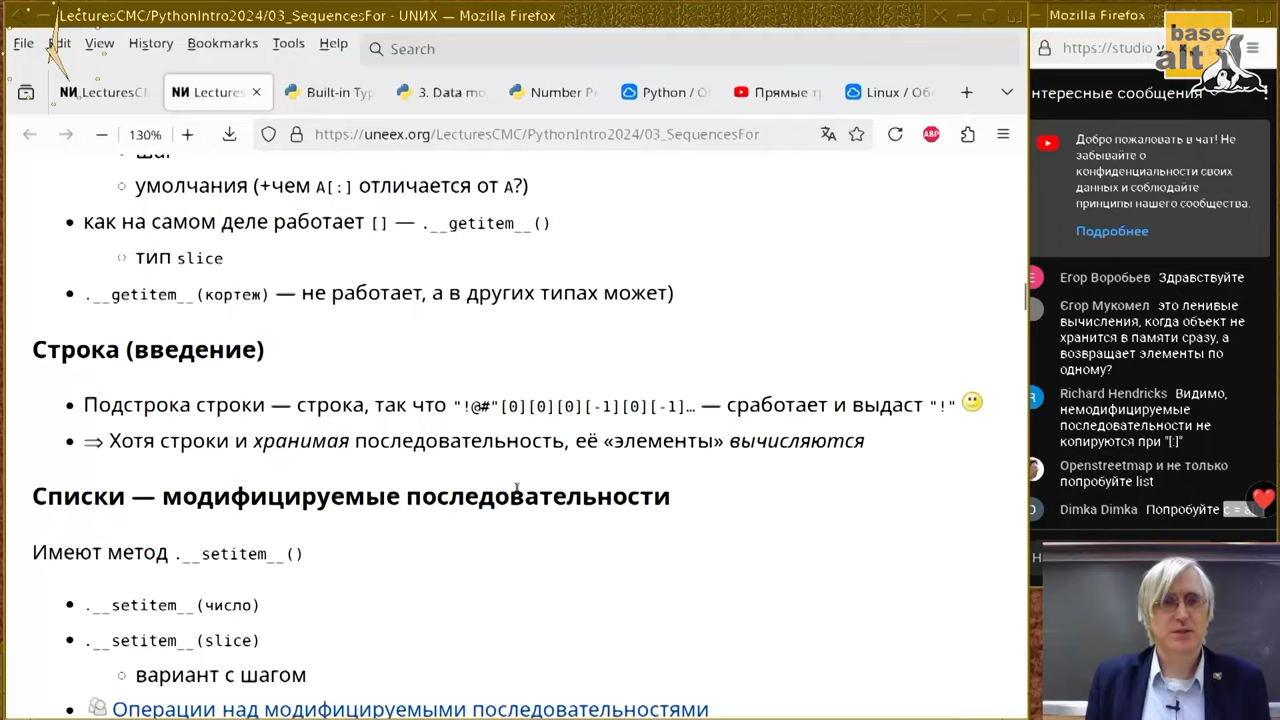 LecturesCMC/PythonIntro2024/03_SequencesFor - UNИX — Mozilla Firefox
File Edit View History Bookmarks Tools Help
Search
LecturesCM
Lectures
Built-in Typ
3. Data mo
Number P
Python / О
Прямые т
Linux / Обл
130%
https://uneex.org/LecturesCMC/PythonIntro2024/03_SequencesFor
ABP
шаг
умолчания (+чем A[:] отличается от A?)
как на самом деле работает [] — .__getitem__()
тип slice
.__getitem__(кортеж) — не работает, а в других типах может)
Строка (введение)
Подстрока строки — строка, так что "!@#"[0][0][0][-1][0][-1]… — сработает и выдаст "!"
⇒ Хотя строки и хранимая последовательность, её «элементы» вычисляются
Списки — модифицируемые последовательности
Имеют метод .__setitem__()
.__setitem__(число)
.__setitem__(slice)
вариант с шагом
Операции над модифицируемыми последовательностями
Mozilla Firefox
base
alt
https://studio
нтересные сообщения
Добро пожаловать в чат! Не
забывайте о
конфиденциальности своих
данных и соблюдайте
принципы нашего сообщества.
Подробнее
Егор Воробьев Здравствуйте
Єгор Мукомел это ленивые
вычисления, когда объект не
хранится в памяти сразу, а
возвращает элементы по
одному?
Richard Hendricks Видимо,
немодифицируемые
последовательности не
копируются при "[:]"
Openstreetmap и не только
попробуйте list
Dimka Dimka Попробуйте c = a